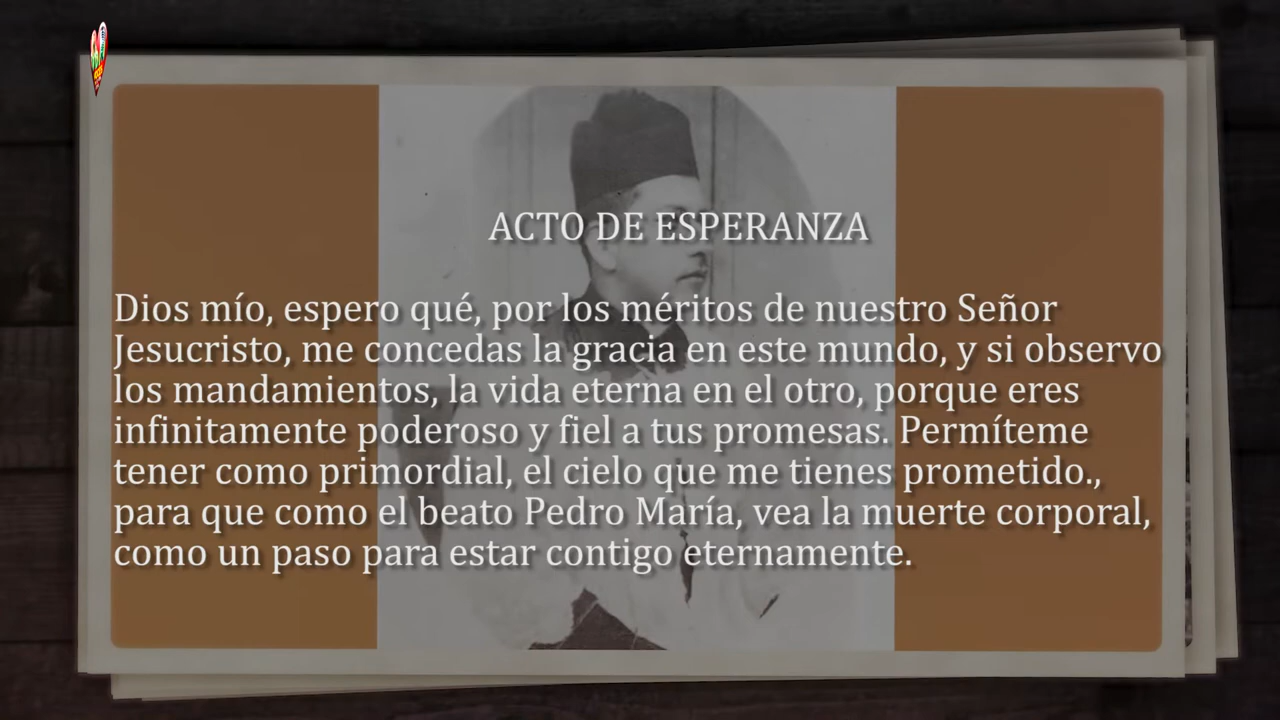 ACTO DE ESPERANZA
Dios mío, espero qué, por los méritos de nuestro Señor
Jesucristo, me concedas la gracia en este mundo, y si observo
los mandamientos, la vida eterna en el otro, porque eres
infinitamente poderoso y fiel a tus promesas. Permíteme
tener como primordial, el cielo que me tienes prometido.,
para que como el beato Pedro María, vea la muerte corporal,
como un paso para estar contigo eternamente.